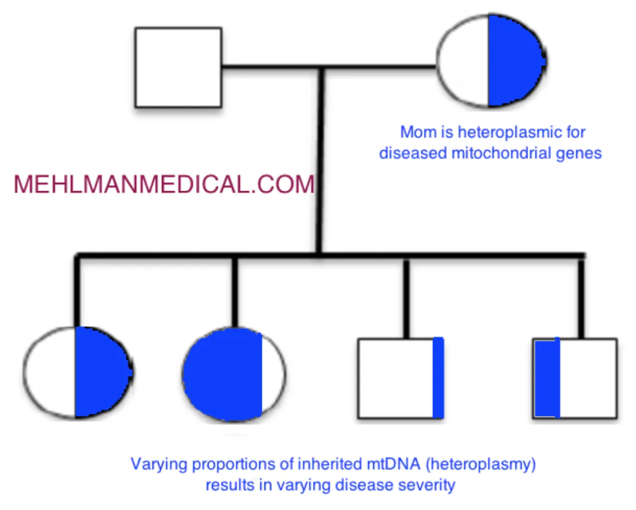 Mom is heteroplasmic for
diseased mitochondrial genes
MEHLMANMEDICAL.COM
Varying proportions of inherited mtDNA (heteroplasmy)
results in varying disease severity